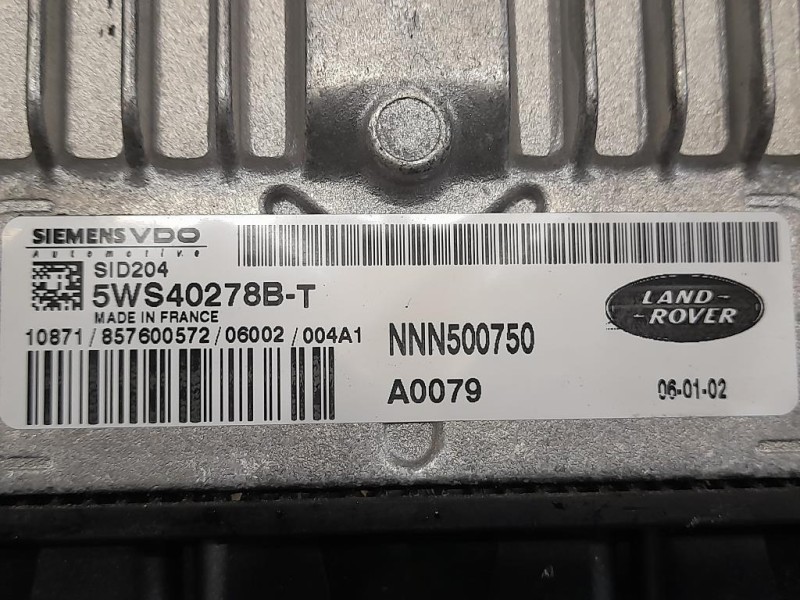 SIEMENS VDO
Automotive
SID204
5WS40278B-T
MADE IN FRANCE
10871/857600572/06002/004A1
NNN500750
A0079
LAND-
-ROVER
06-01-02